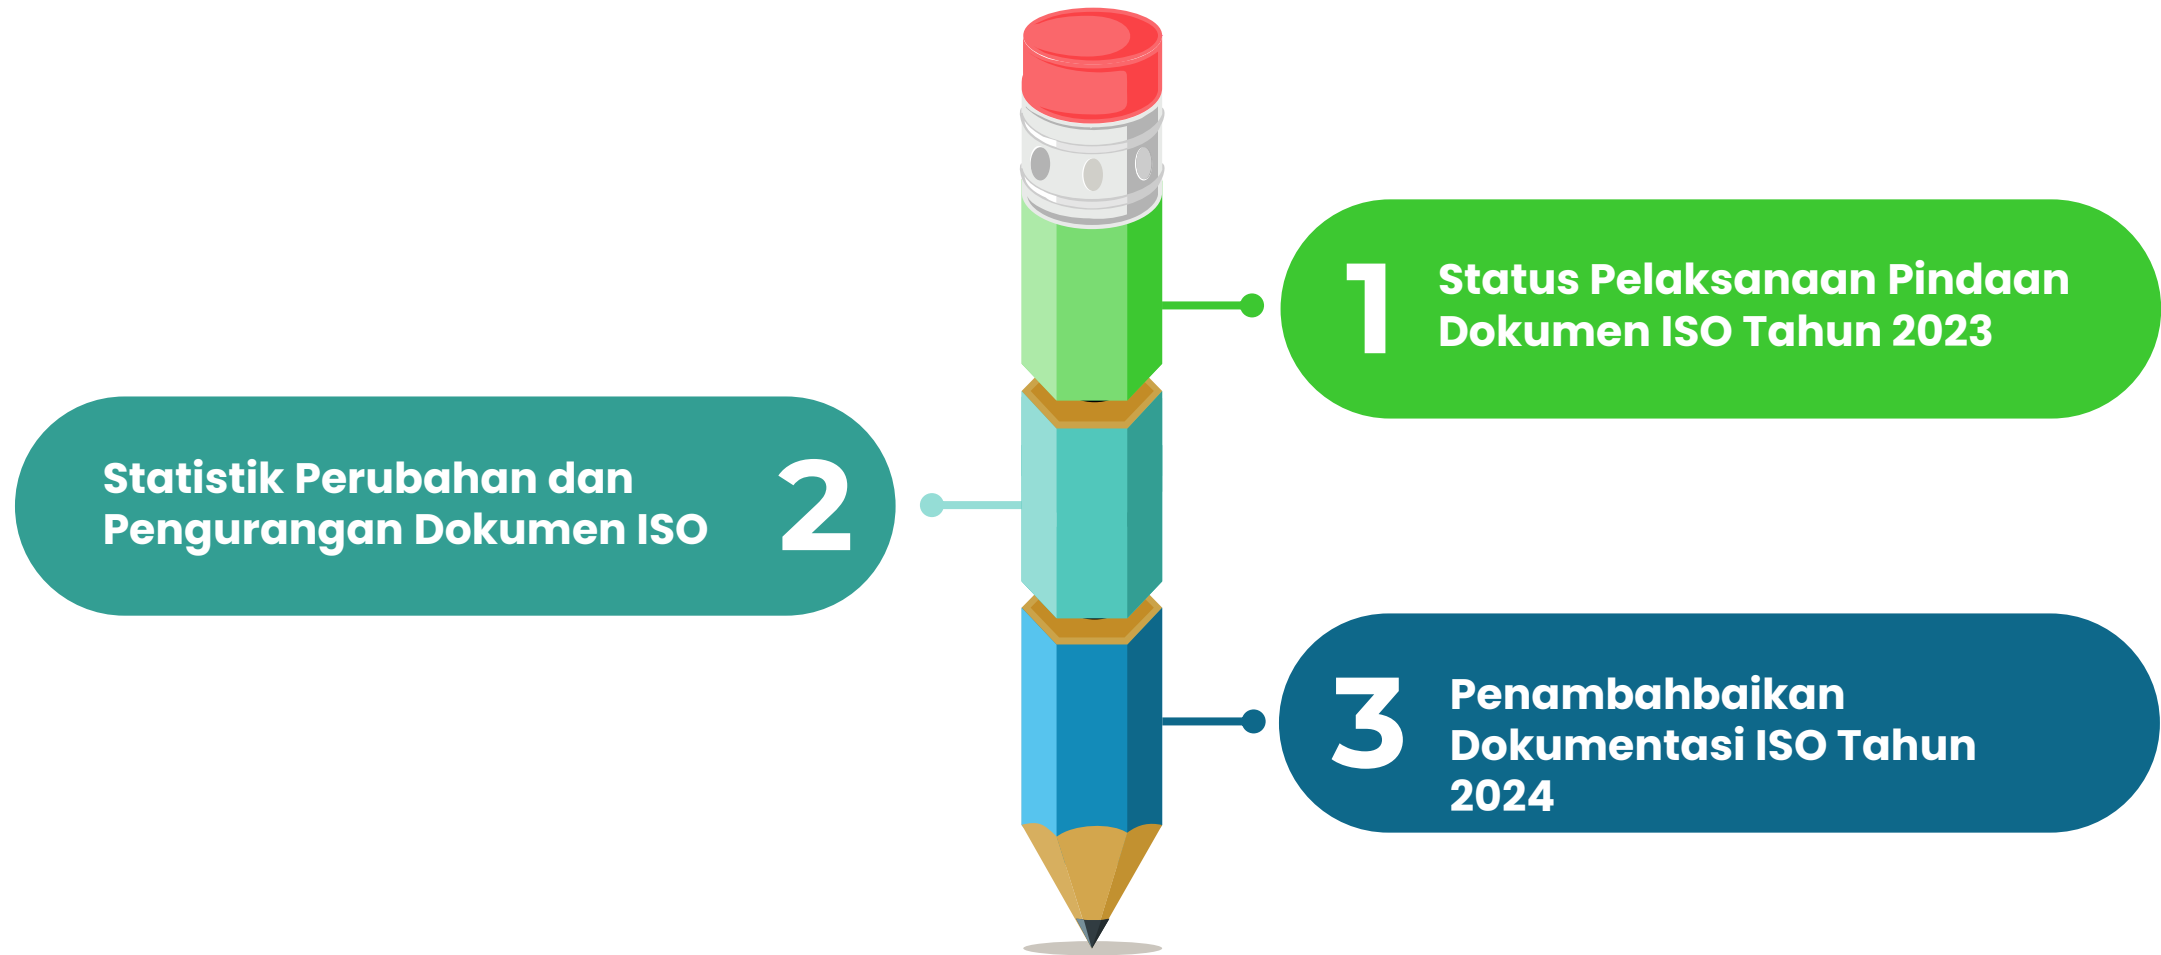 1
Status Pelaksanaan Pindaan
Dokumen ISO Tahun 2023
Statistik Perubahan dan
Pengurangan Dokumen ISO
2
3
Penambahbaikan
Dokumentasi ISO Tahun
2024